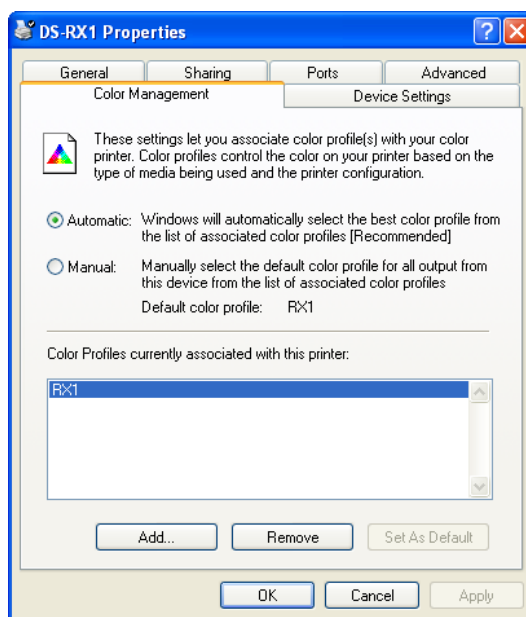 DS-RX1 Properties
General Sharing Ports Advanced
Color Management Device Settings
These settings let you associate color profile(s) with your color
printer. Color profiles control the color on your printer based on the
type of media being used and the printer configuration.
Automatic: Windows will automatically select the best color profile from
the list of associated color profiles [Recommended]
Manual: Manually select the default color profile for all output from
this device from the list of associated color profiles
Default color profile: RX1
Color Profiles currently associated with this printer:
RX1
Add... Remove Set As Default
OK Cancel Apply